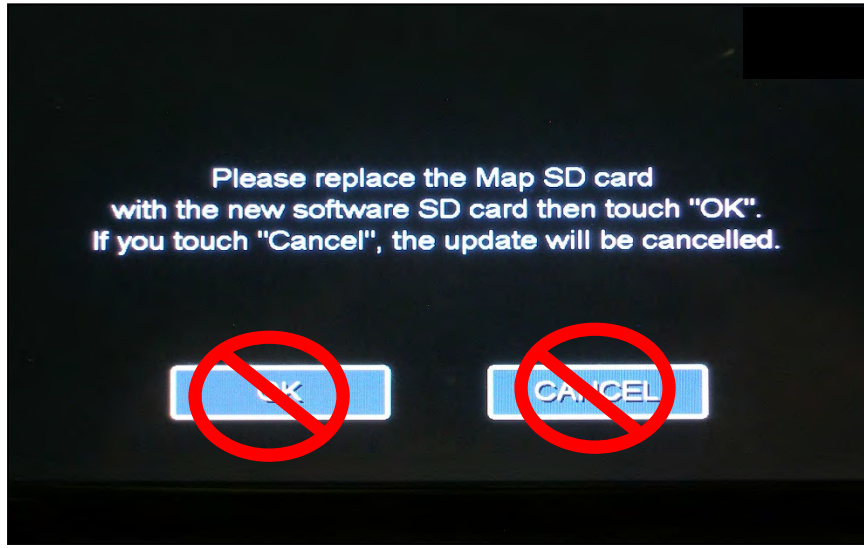 Please replace the Map SD card
with the new software SD card then touch "OK".
If you touch "Cancel", the update will be cancelled.
OK
CANCEL